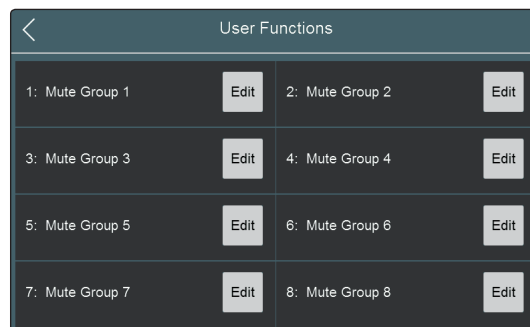 User Functions
1: Mute Group 1 Edit 2: Mute Group 2 Edit
3: Mute Group 3 Edit 4: Mute Group 4 Edit
5: Mute Group 5 Edit 6: Mute Group 6 Edit
7: Mute Group 7 Edit 8: Mute Group 8 Edit